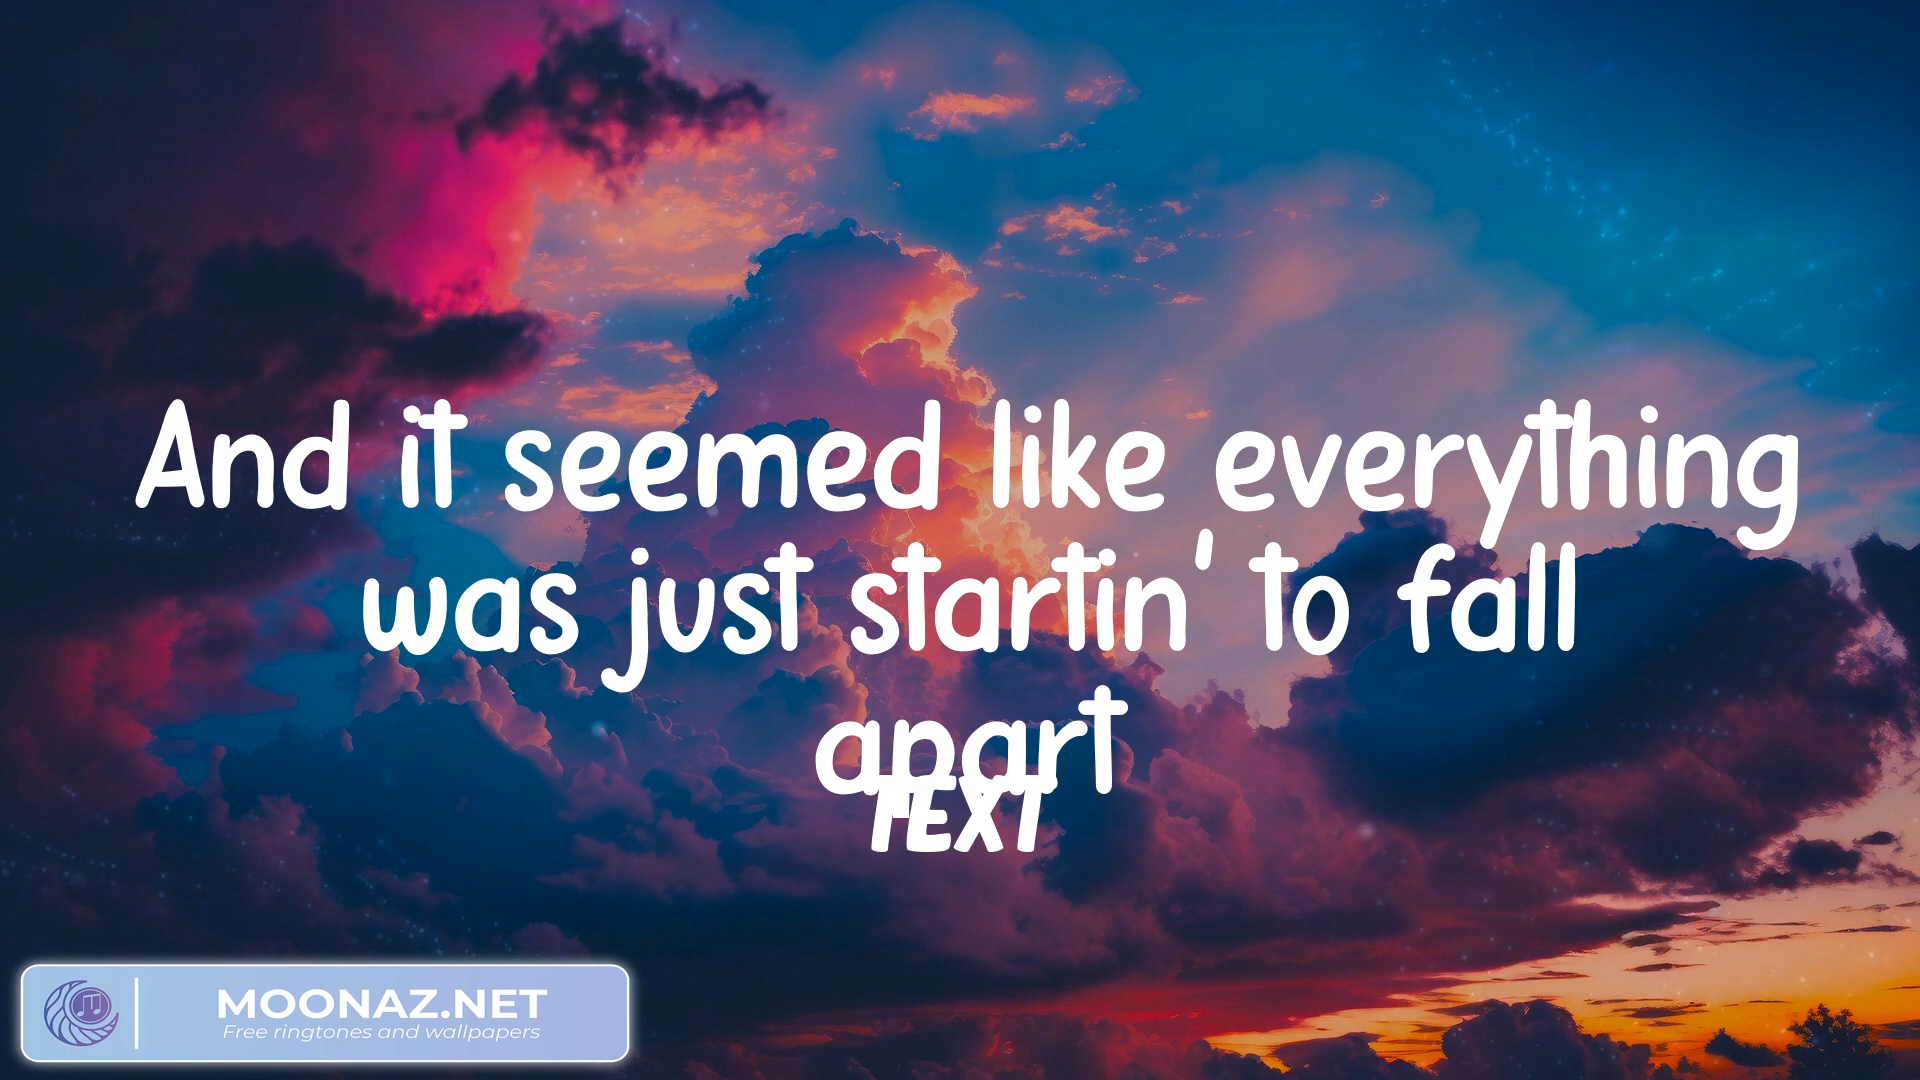 And it seemed like everything
was just startin' to fall
apart
TEXT
MOONAZ.NET
Free ringtones and wallpapers